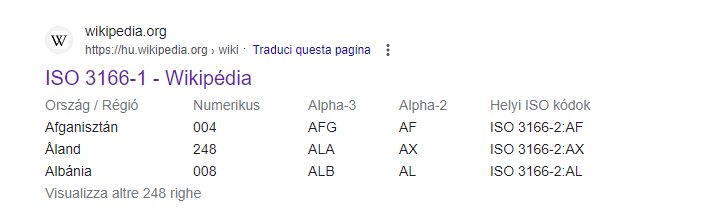 W wikipedia.org
https://hu.wikipedia.org › wiki · Traduci questa pagina
ISO 3166-1 - Wikipédia
Ország / Régió Numerikus Alpha-3 Alpha-2 Helyi ISO kódok
Afganisztán 004 AFG AF ISO 3166-2:AF
Åland 248 ALA AX ISO 3166-2:AX
Albánia 008 ALB AL ISO 3166-2:AL
Visualizza altre 248 righe